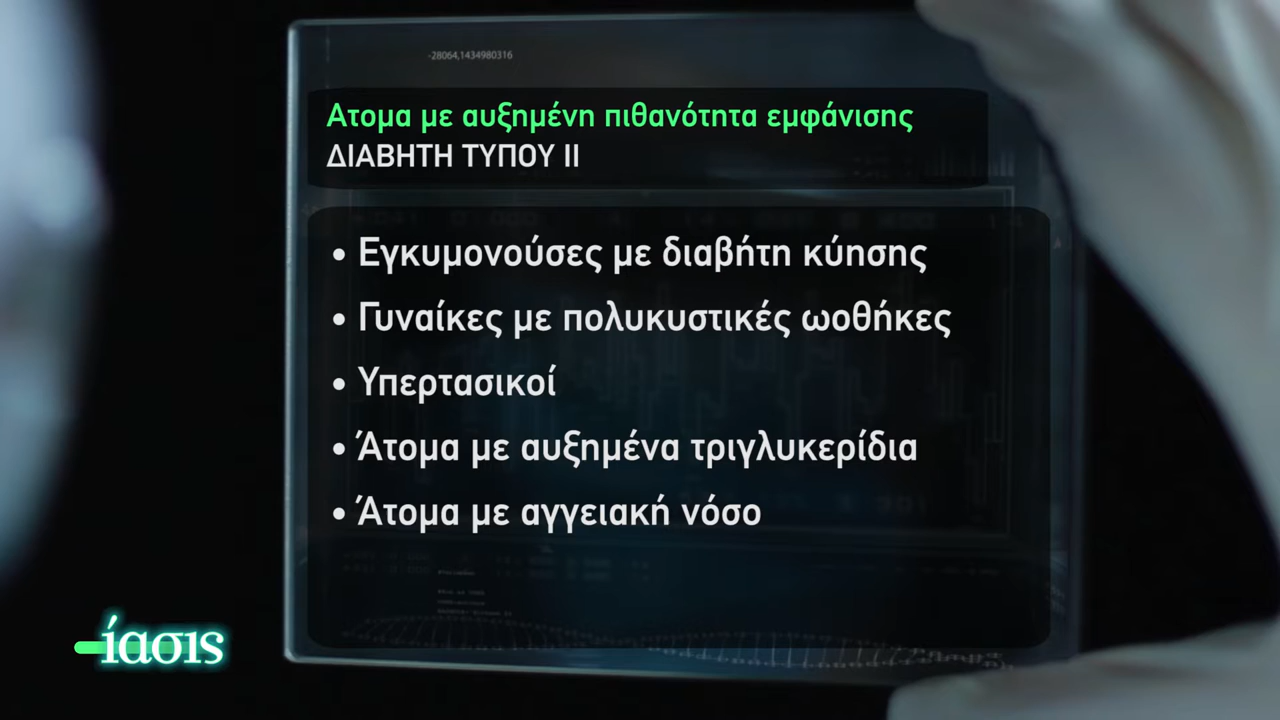 -28064,1434980316
Ατομα με αυξημένη πιθανότητα εμφάνισης
ΔΙΑΒΗΤΗ ΤΥΠΟΥ ΙΙ
• Εγκυμονούσες με διαβήτη κύησης
• Γυναίκες με πολυκυστικές ωοθήκες
• Υπερτασικοί
• Άτομα με αυξημένα τριγλυκερίδια
• Άτομα με αγγειακή νόσο
ίασις